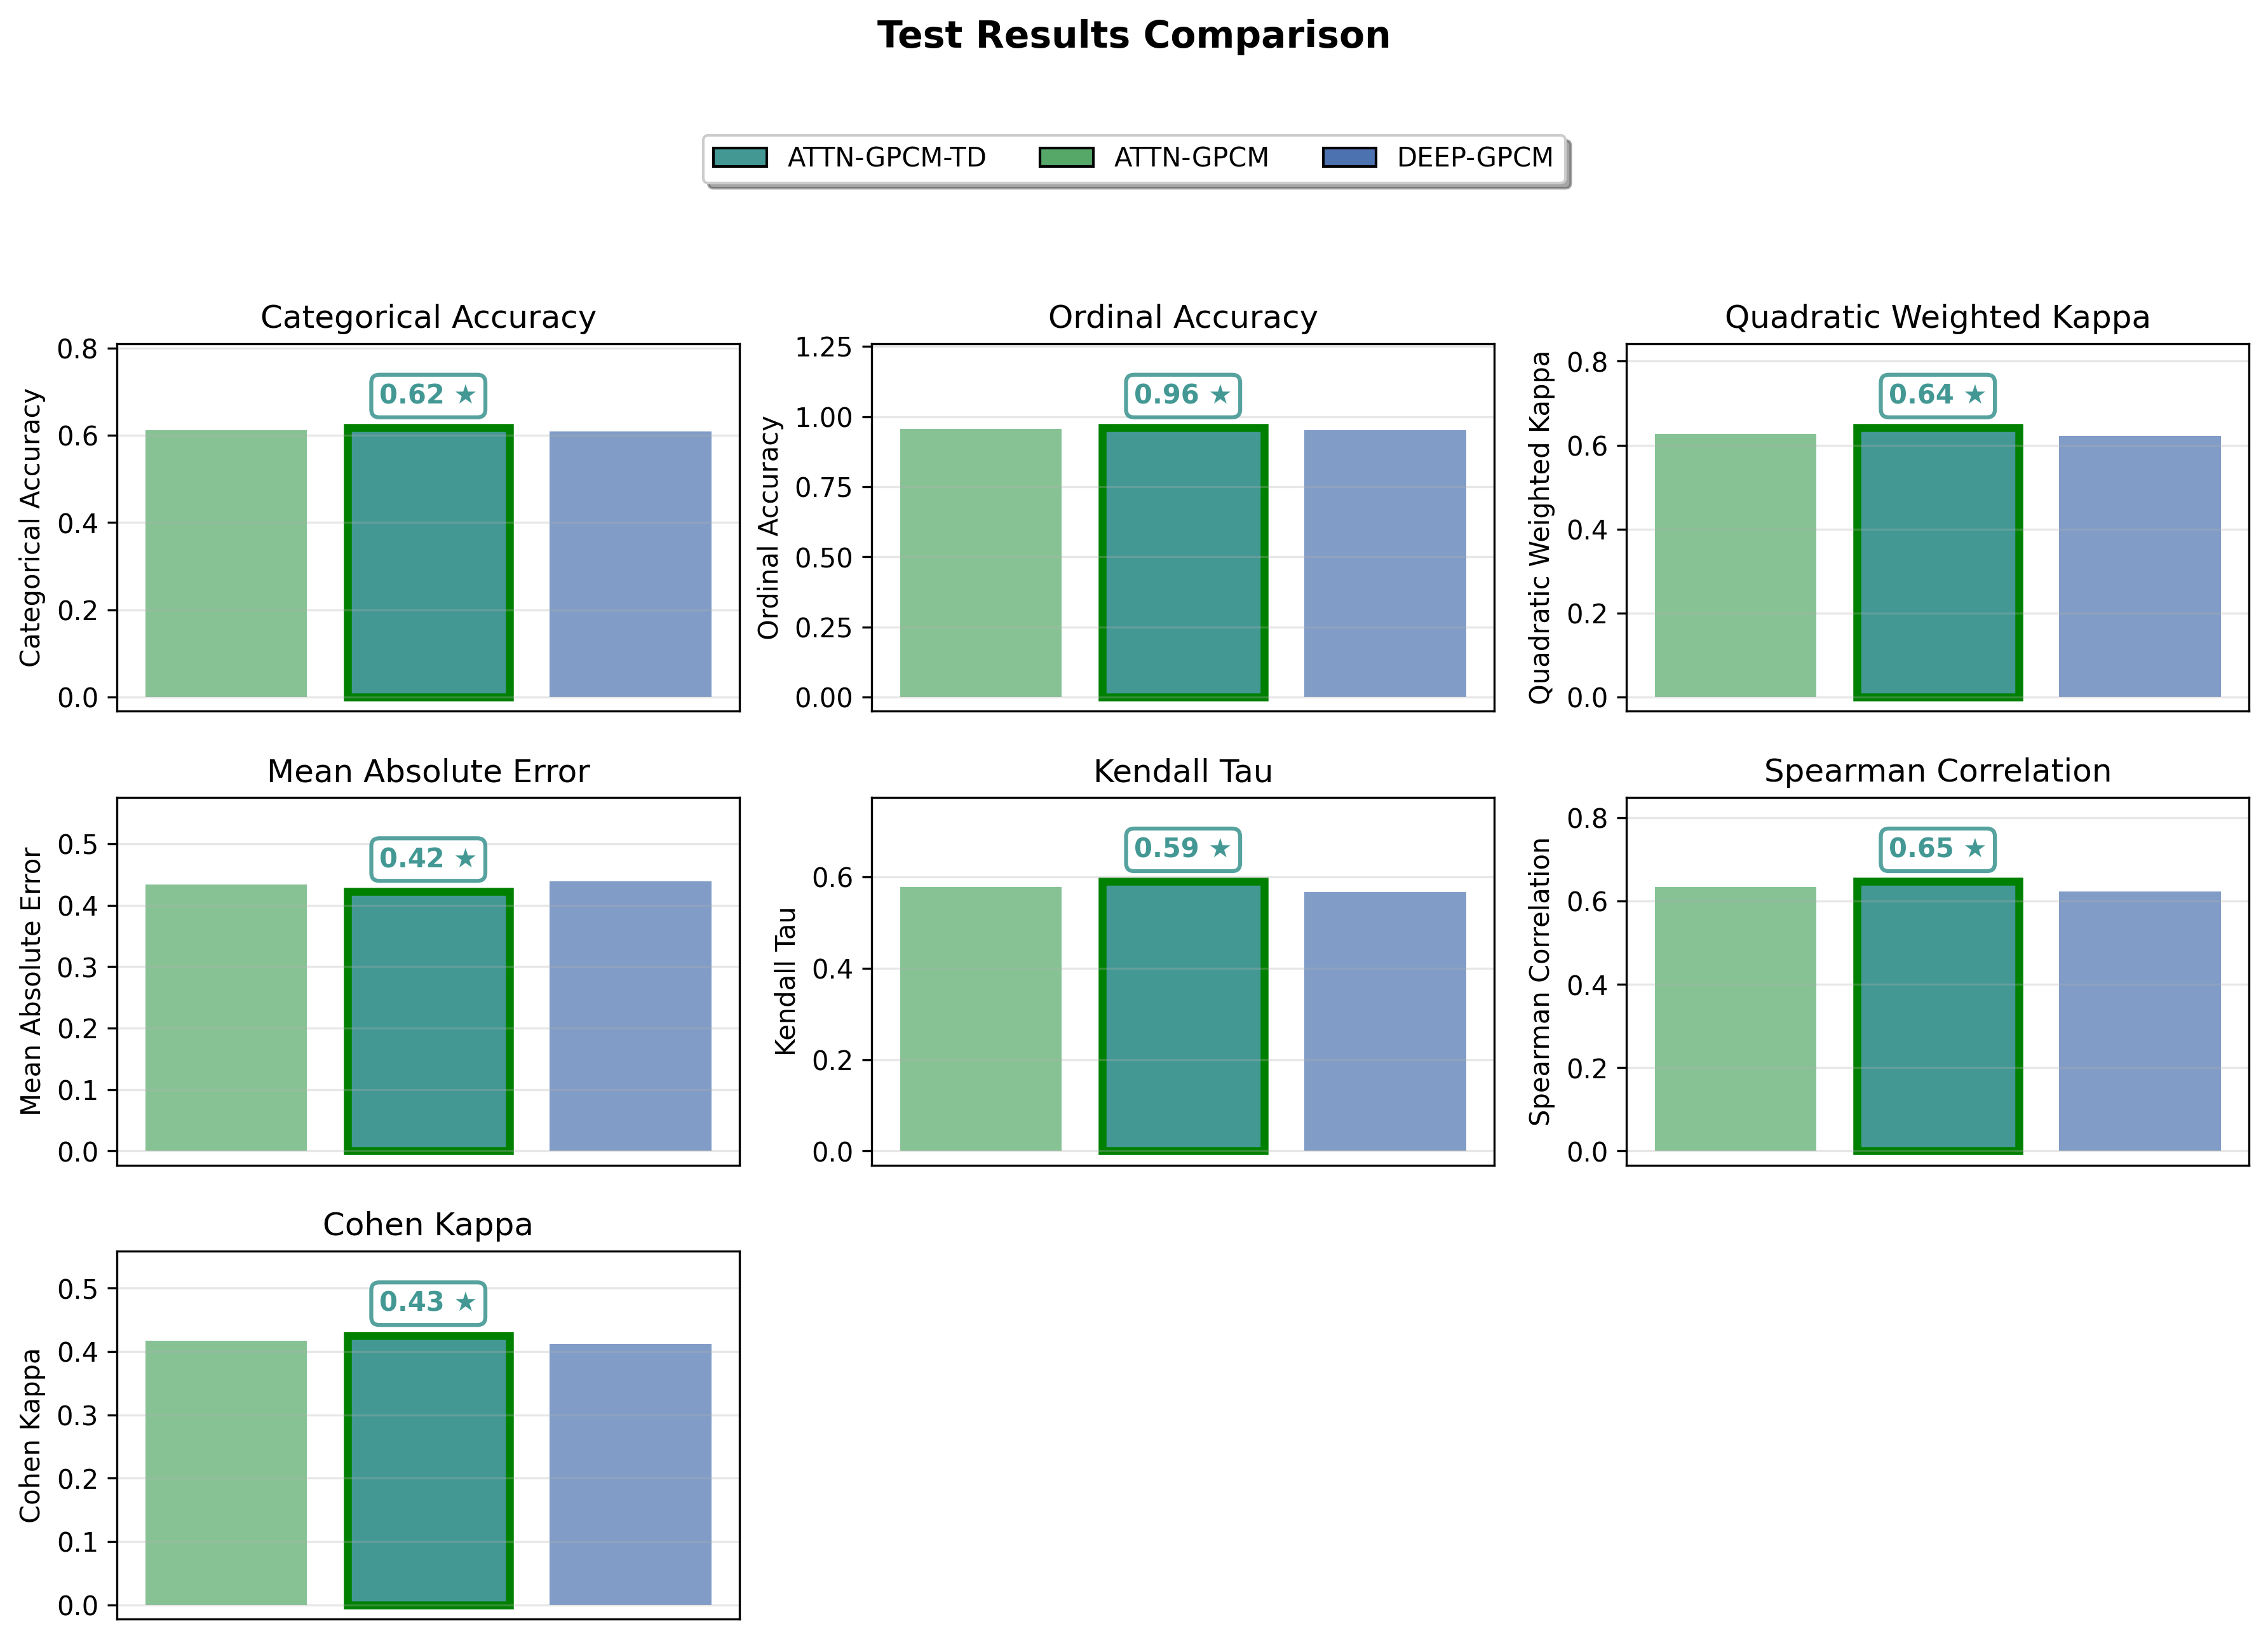 Test Results Comparison
ATTN-GPCM-TD ATTN-GPCM DEEP-GPCM
Categorical Accuracy
Categorical Accuracy
0.8
0.6
0.4
0.2
0.0
0.62 ★
Ordinal Accuracy
Ordinal Accuracy
1.25
1.00
0.75
0.50
0.25
0.00
0.96 ★
Quadratic Weighted Kappa
Quadratic Weighted Kappa
0.8
0.6
0.4
0.2
0.0
0.64 ★
Mean Absolute Error
Mean Absolute Error
0.5
0.4
0.3
0.2
0.1
0.0
0.42 ★
Kendall Tau
Kendall Tau
0.6
0.4
0.2
0.0
0.59 ★
Spearman Correlation
Spearman Correlation
0.8
0.6
0.4
0.2
0.0
0.65 ★
Cohen Kappa
Cohen Kappa
0.5
0.4
0.3
0.2
0.1
0.0
0.43 ★